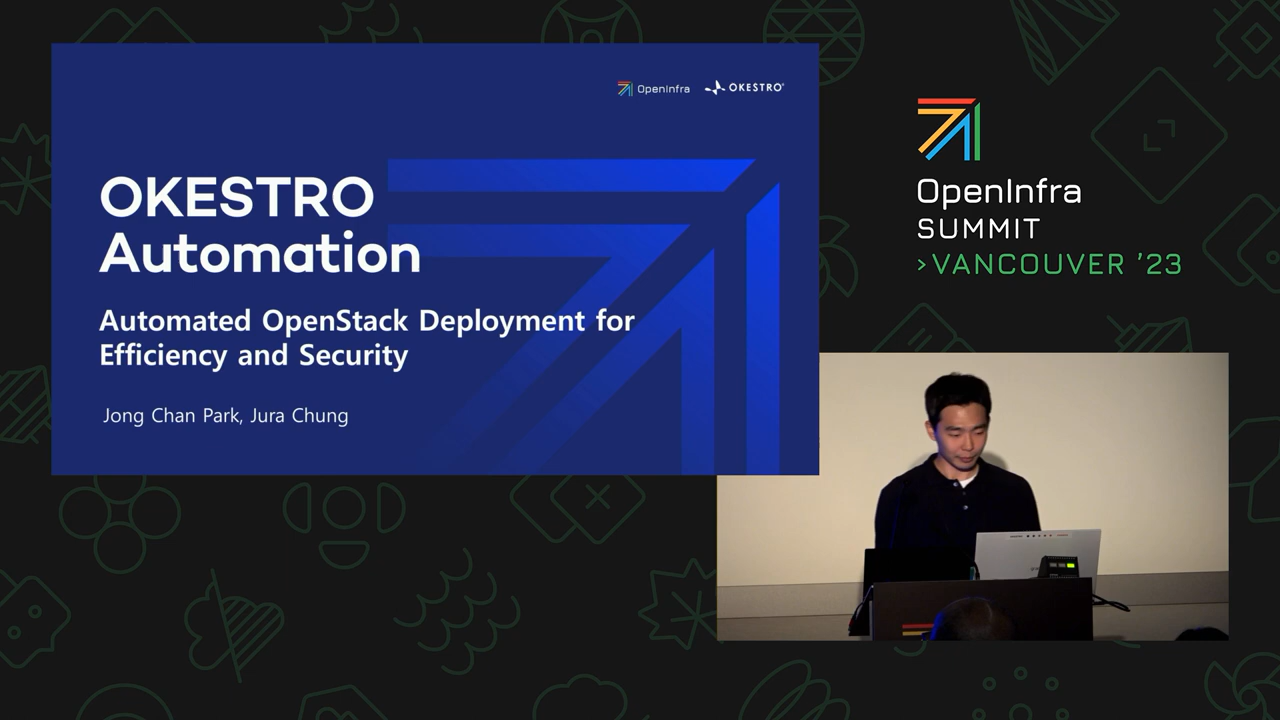 OpenInfra OKESTRO
OKESTRO
Automation
Automated OpenStack Deployment for
Efficiency and Security
Jong Chan Park, Jura Chung
OpenInfra
SUMMIT
>VANCOUVER ’23